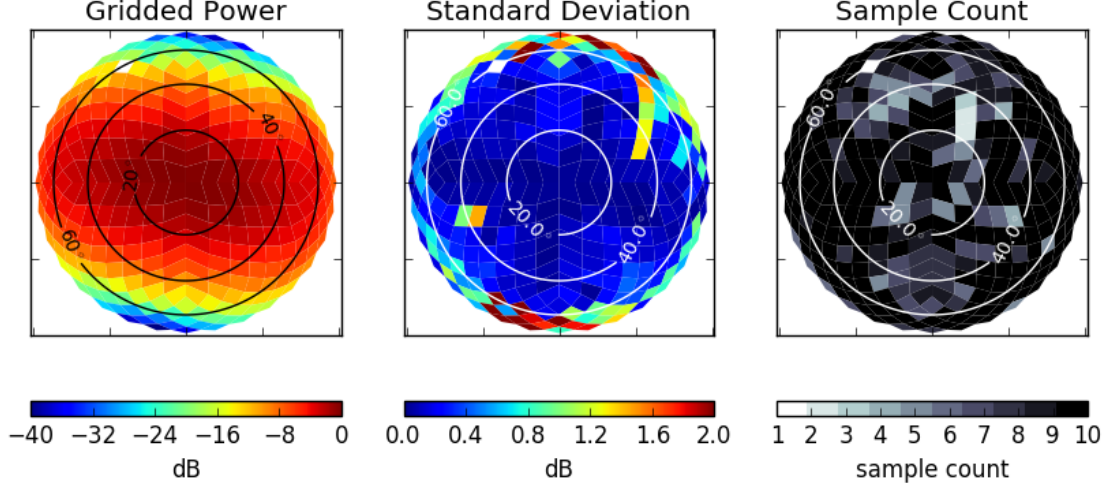 Gridded Power Standard Deviation Sample Count
60° 40° 20
60.0° 20.0° 40.0°
60.0° 20.0° 40.0°
−40 −32 −24 −16 −8 0
dB
0.0 0.4 0.8 1.2 1.6 2.0
dB
1 2 3 4 5 6 7 8 9 10
sample count